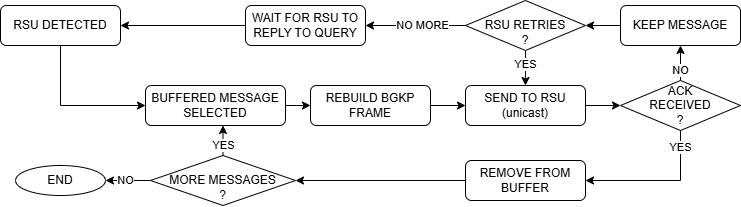 RSU DETECTED
WAIT FOR RSU TO
REPLY TO QUERY
NO MORE
RSU RETRIES
?
KEEP MESSAGE
YES
NO
BUFFERED MESSAGE
SELECTED
REBUILD BGKP
FRAME
SEND TO RSU
(unicast)
ACK
RECEIVED
?
YES
YES
END
NO
MORE MESSAGES
?
REMOVE FROM
BUFFER